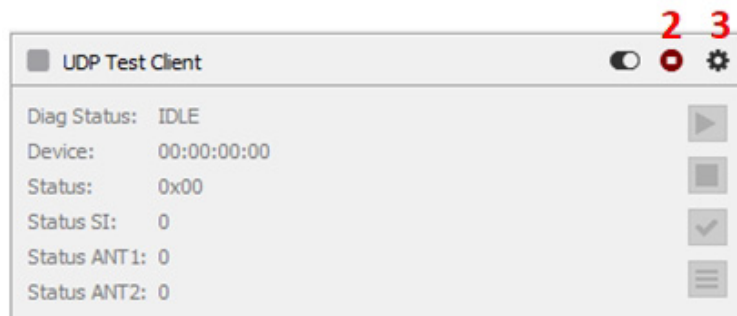 2 3
UDP Test Client
Diag Status: IDLE
Device: 00:00:00:00
Status: 0x00
Status SI: 0
Status ANT1: 0
Status ANT2: 0